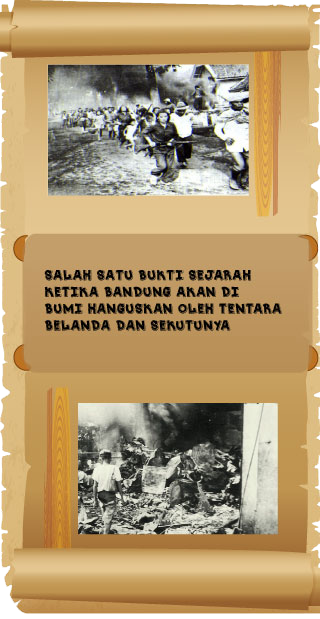 SALAH SATU BUKTI SEJARAH
KETIKA BANDUNG AKAN DI
BUMI HANGUSKAN OLEH TENTARA
BELANDA DAN SEKUTUNYA